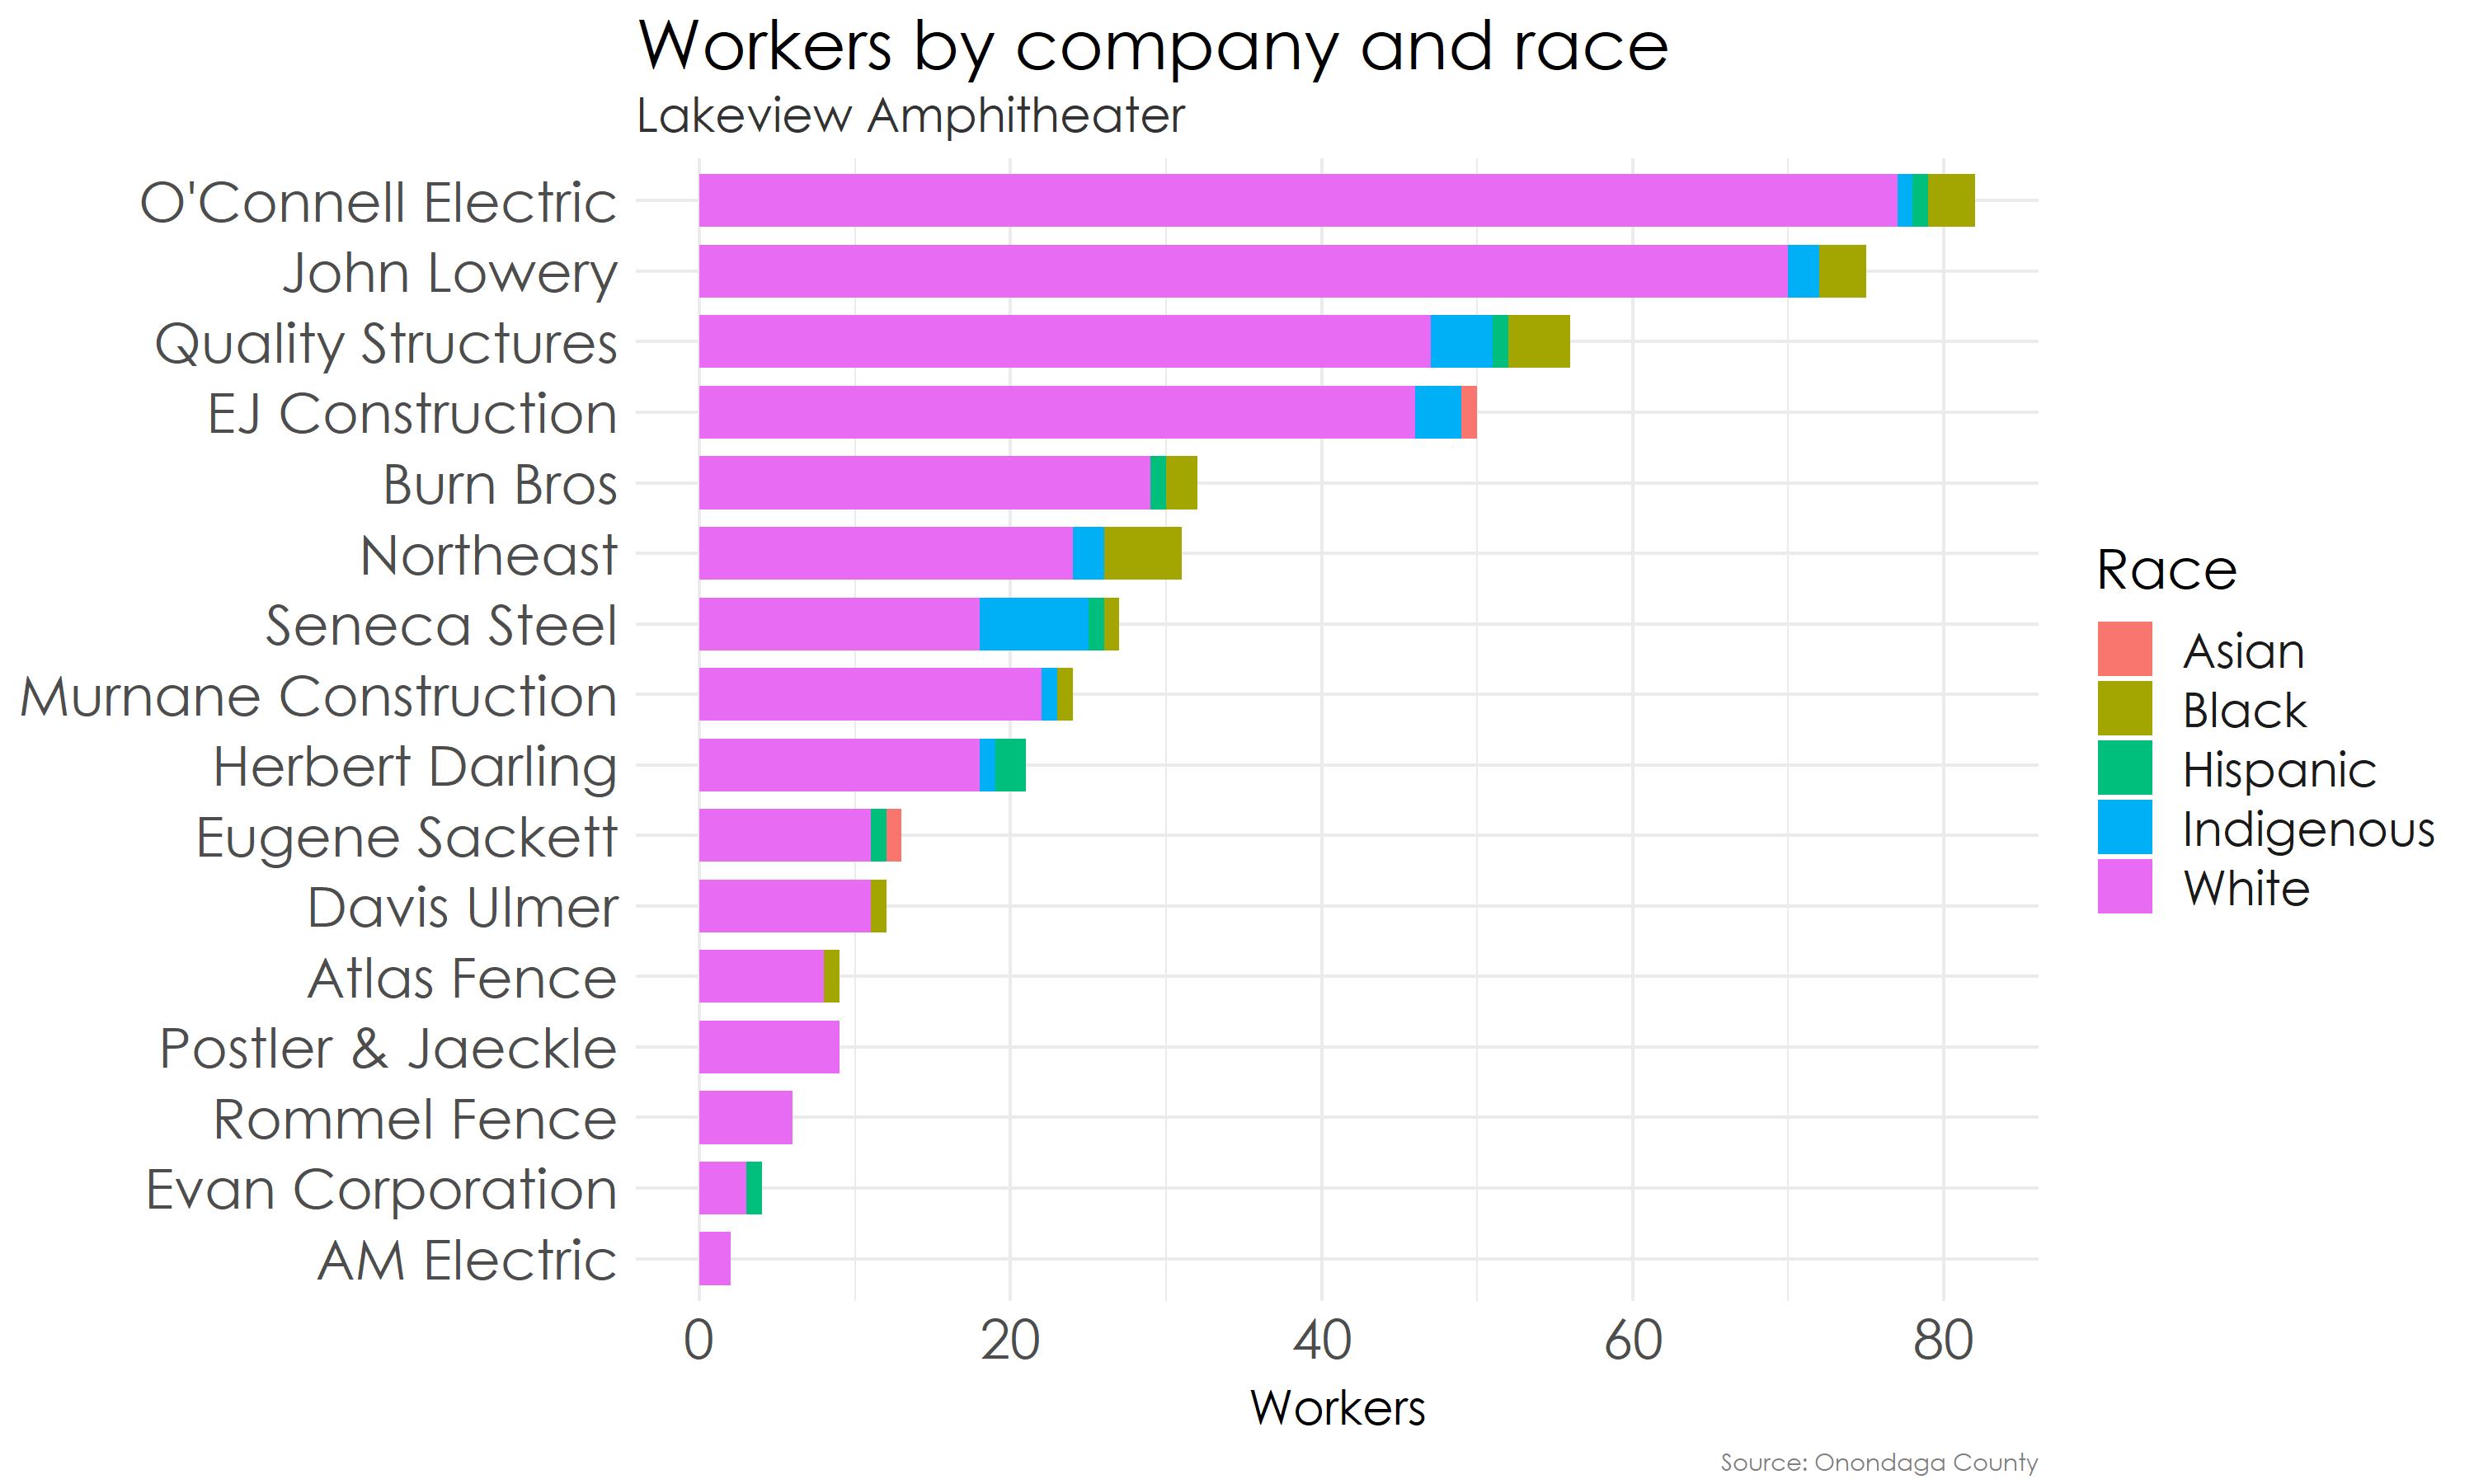 Workers by company and race
Lakeview Amphitheater
O'Connell Electric
John Lowery
Quality Structures
EJ Construction
Burn Bros
Northeast
Seneca Steel
Murnane Construction
Herbert Darling
Eugene Sackett
Davis Ulmer
Atlas Fence
Postler & Jaeckle
Rommel Fence
Evan Corporation
AM Electric
0 20 40 60 80
Workers
Race
Asian
Black
Hispanic
Indigenous
White
Source: Onondaga County